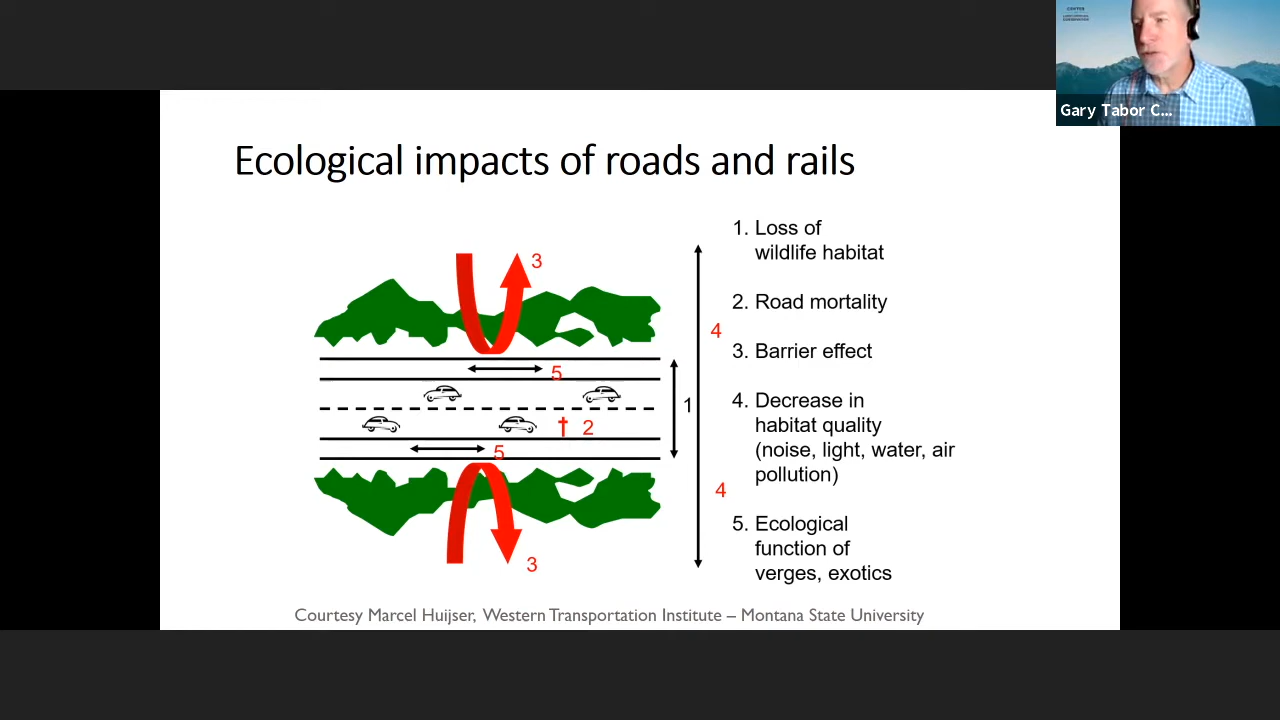 CENTER
Gary Tabor C...
Ecological impacts of roads and rails
3
5
1
2
5
3
4
4
1. Loss of
wildlife habitat
2. Road mortality
3. Barrier effect
4. Decrease in
habitat quality
(noise, light, water, air
pollution)
5. Ecological
function of
verges, exotics
Courtesy Marcel Huijser, Western Transportation Institute – Montana State University